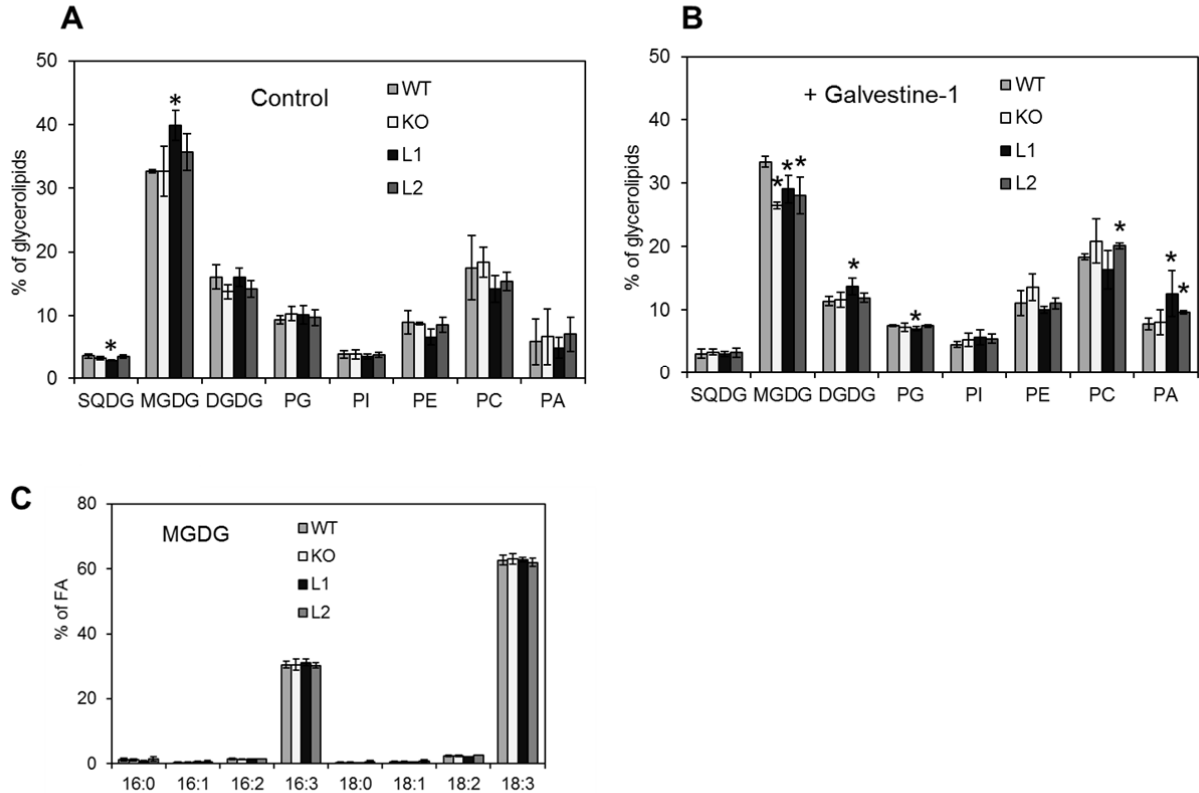 A
% of glycerolipids
50
40
30
20
10
0
Control
WT
KO
L1
L2
*
*
SQDG MGDG DGDG PG PI PE PC PA
B
% of glycerolipids
50
40
30
20
10
0
+ Galvestine-1
WT
KO
L1
L2
* * *
*
*
*
*
*
SQDG MGDG DGDG PG PI PE PC PA
C
% of FA
80
60
40
20
0
MGDG
WT
KO
L1
L2
16:0 16:1 16:2 16:3 18:0 18:1 18:2 18:3